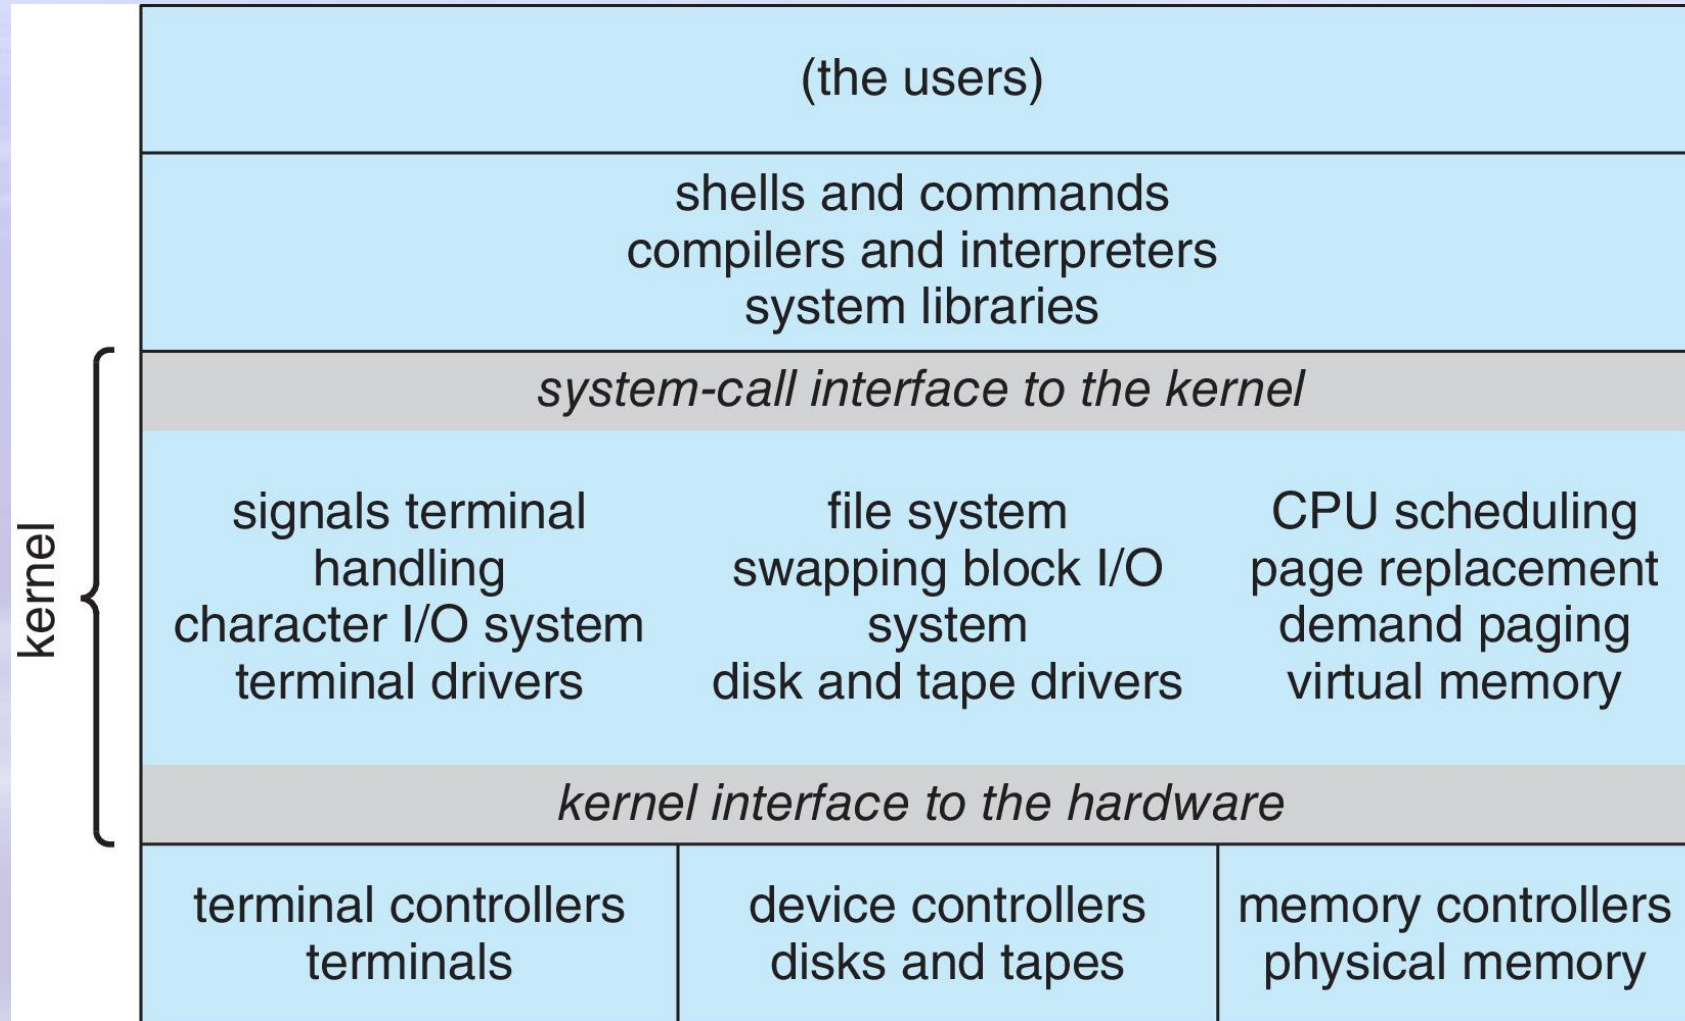 (the users)
shells and commands
compilers and interpreters
system libraries
system-call interface to the kernel
kernel
signals terminal
handling
character I/O system
terminal drivers
file system
swapping block I/O
system
disk and tape drivers
CPU scheduling
page replacement
demand paging
virtual memory
kernel interface to the hardware
terminal controllers
terminals
device controllers
disks and tapes
memory controllers
physical memory